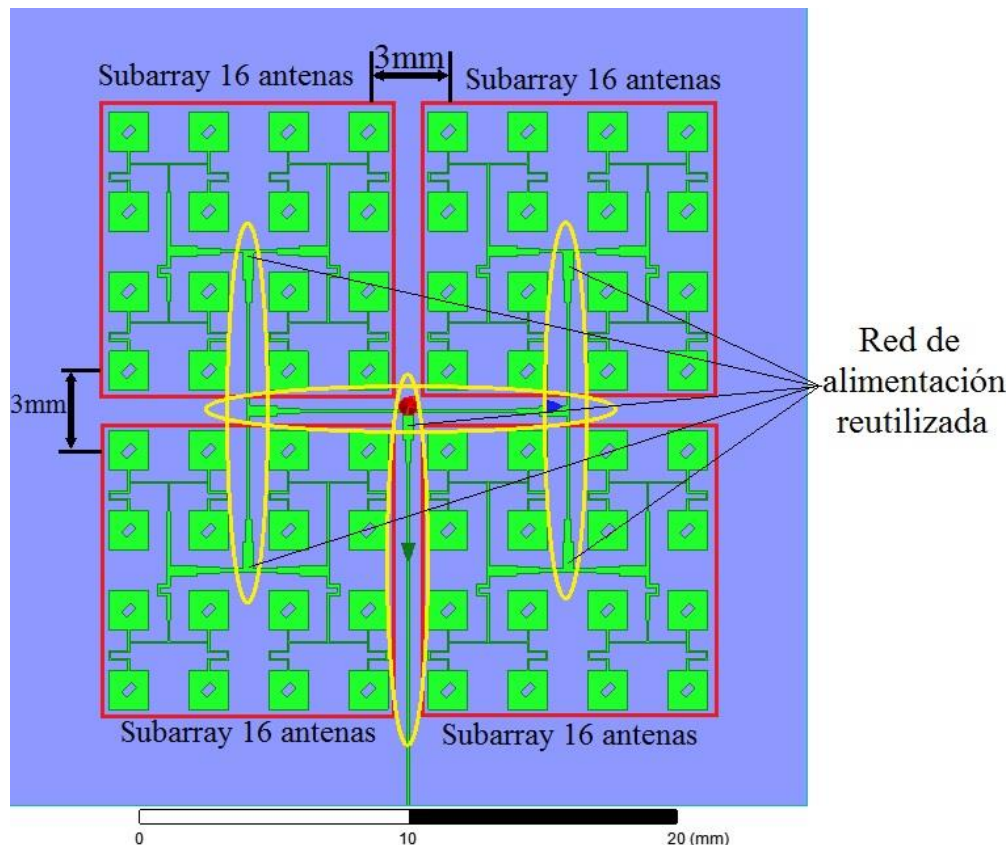 3mm
Subarray 16 antenas
Subarray 16 antenas
Red de
alimentación
reutilizada
3mm
Subarray 16 antenas
Subarray 16 antenas
0
10
20 (mm)